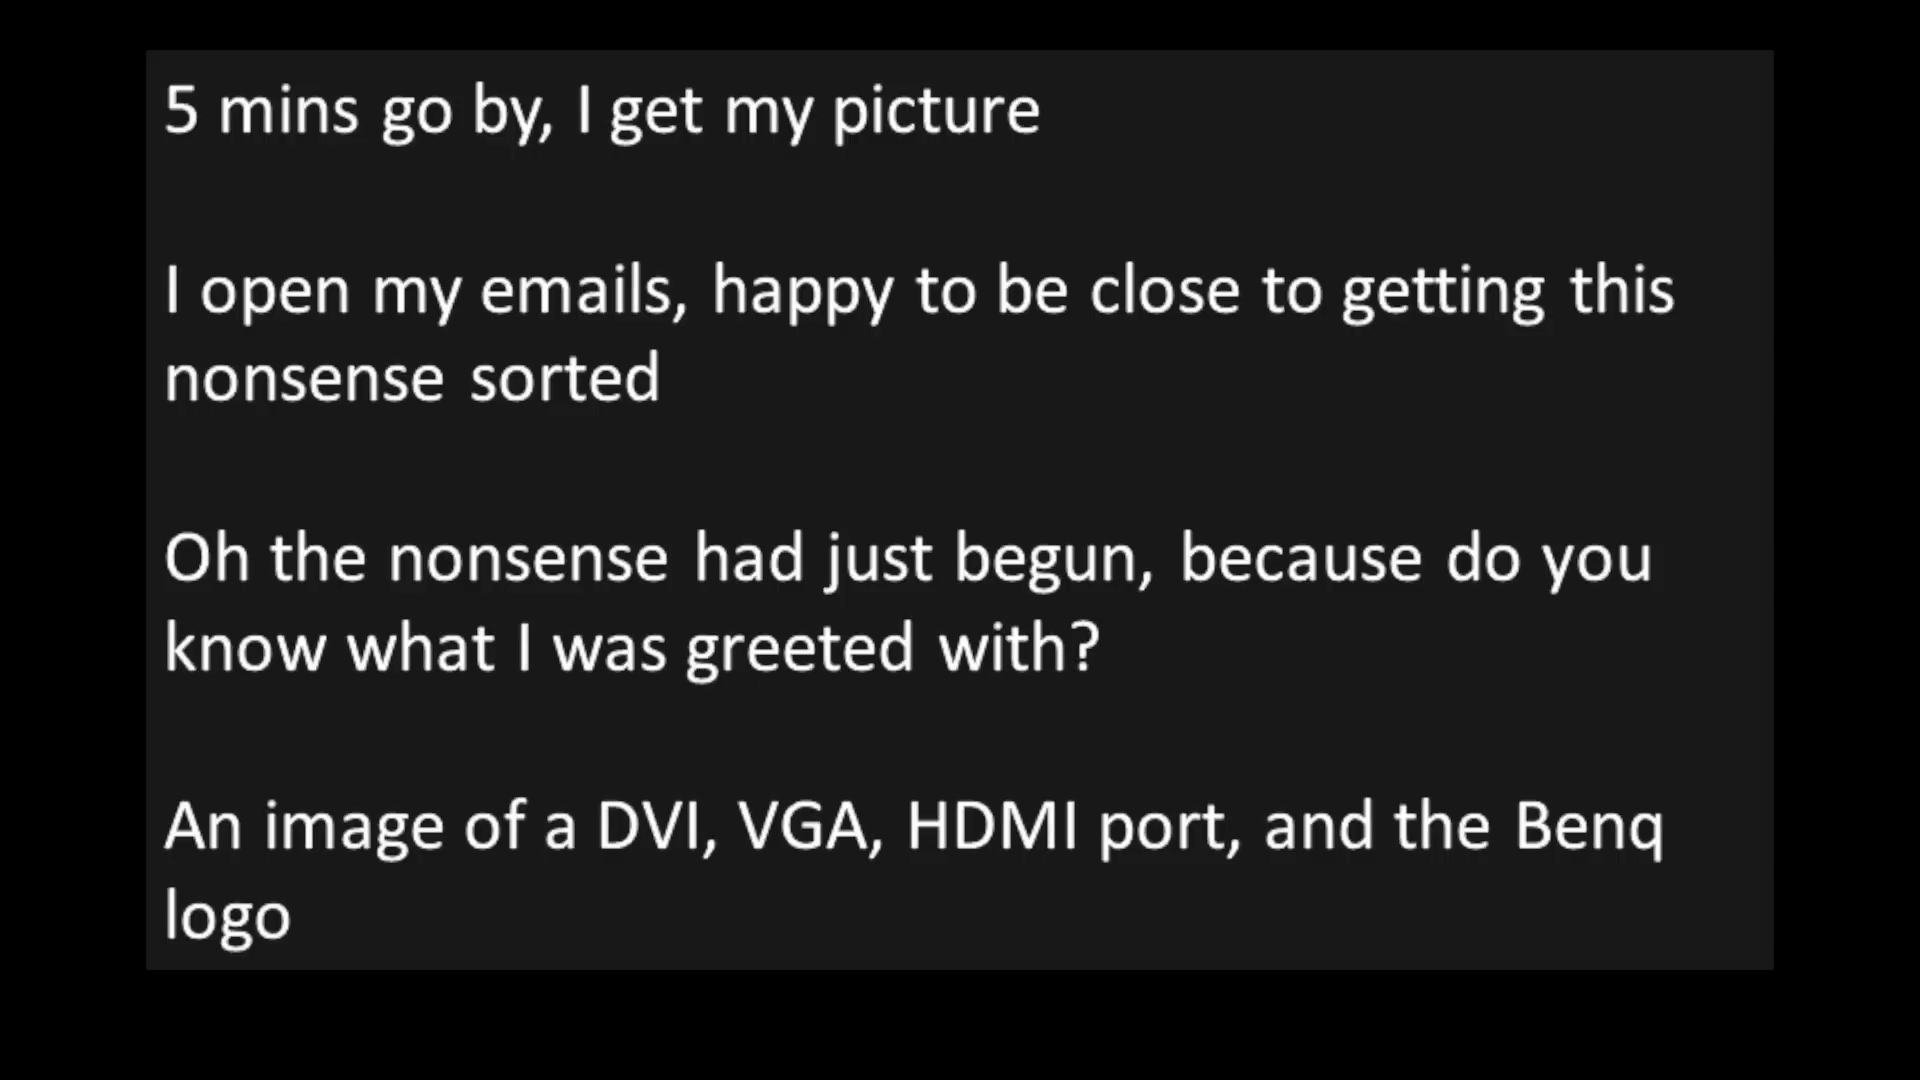 5 mins go by, I get my picture
I open my emails, happy to be close to getting this
nonsense sorted
Oh the nonsense had just begun, because do you
know what I was greeted with?
An image of a DVI, VGA, HDMI port, and the Benq
logo